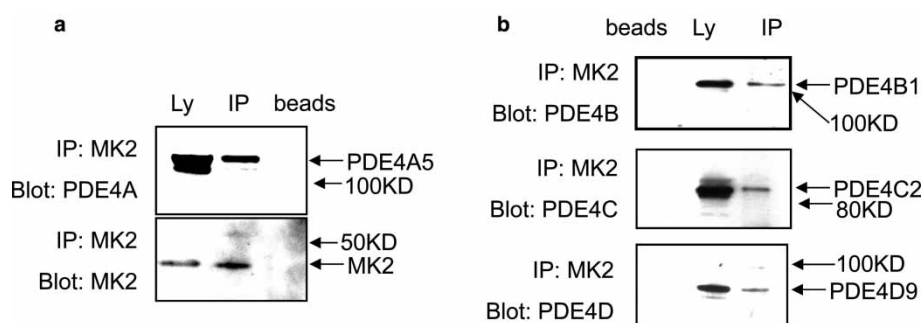 a
Ly IP beads
IP: MK2
Blot: PDE4A
PDE4A5
100KD
IP: MK2
Blot: MK2
50KD
MK2
b
beads Ly IP
IP: MK2
Blot: PDE4B
PDE4B1
100KD
IP: MK2
Blot: PDE4C
PDE4C2
80KD
IP: MK2
Blot: PDE4D
100KD
PDE4D9